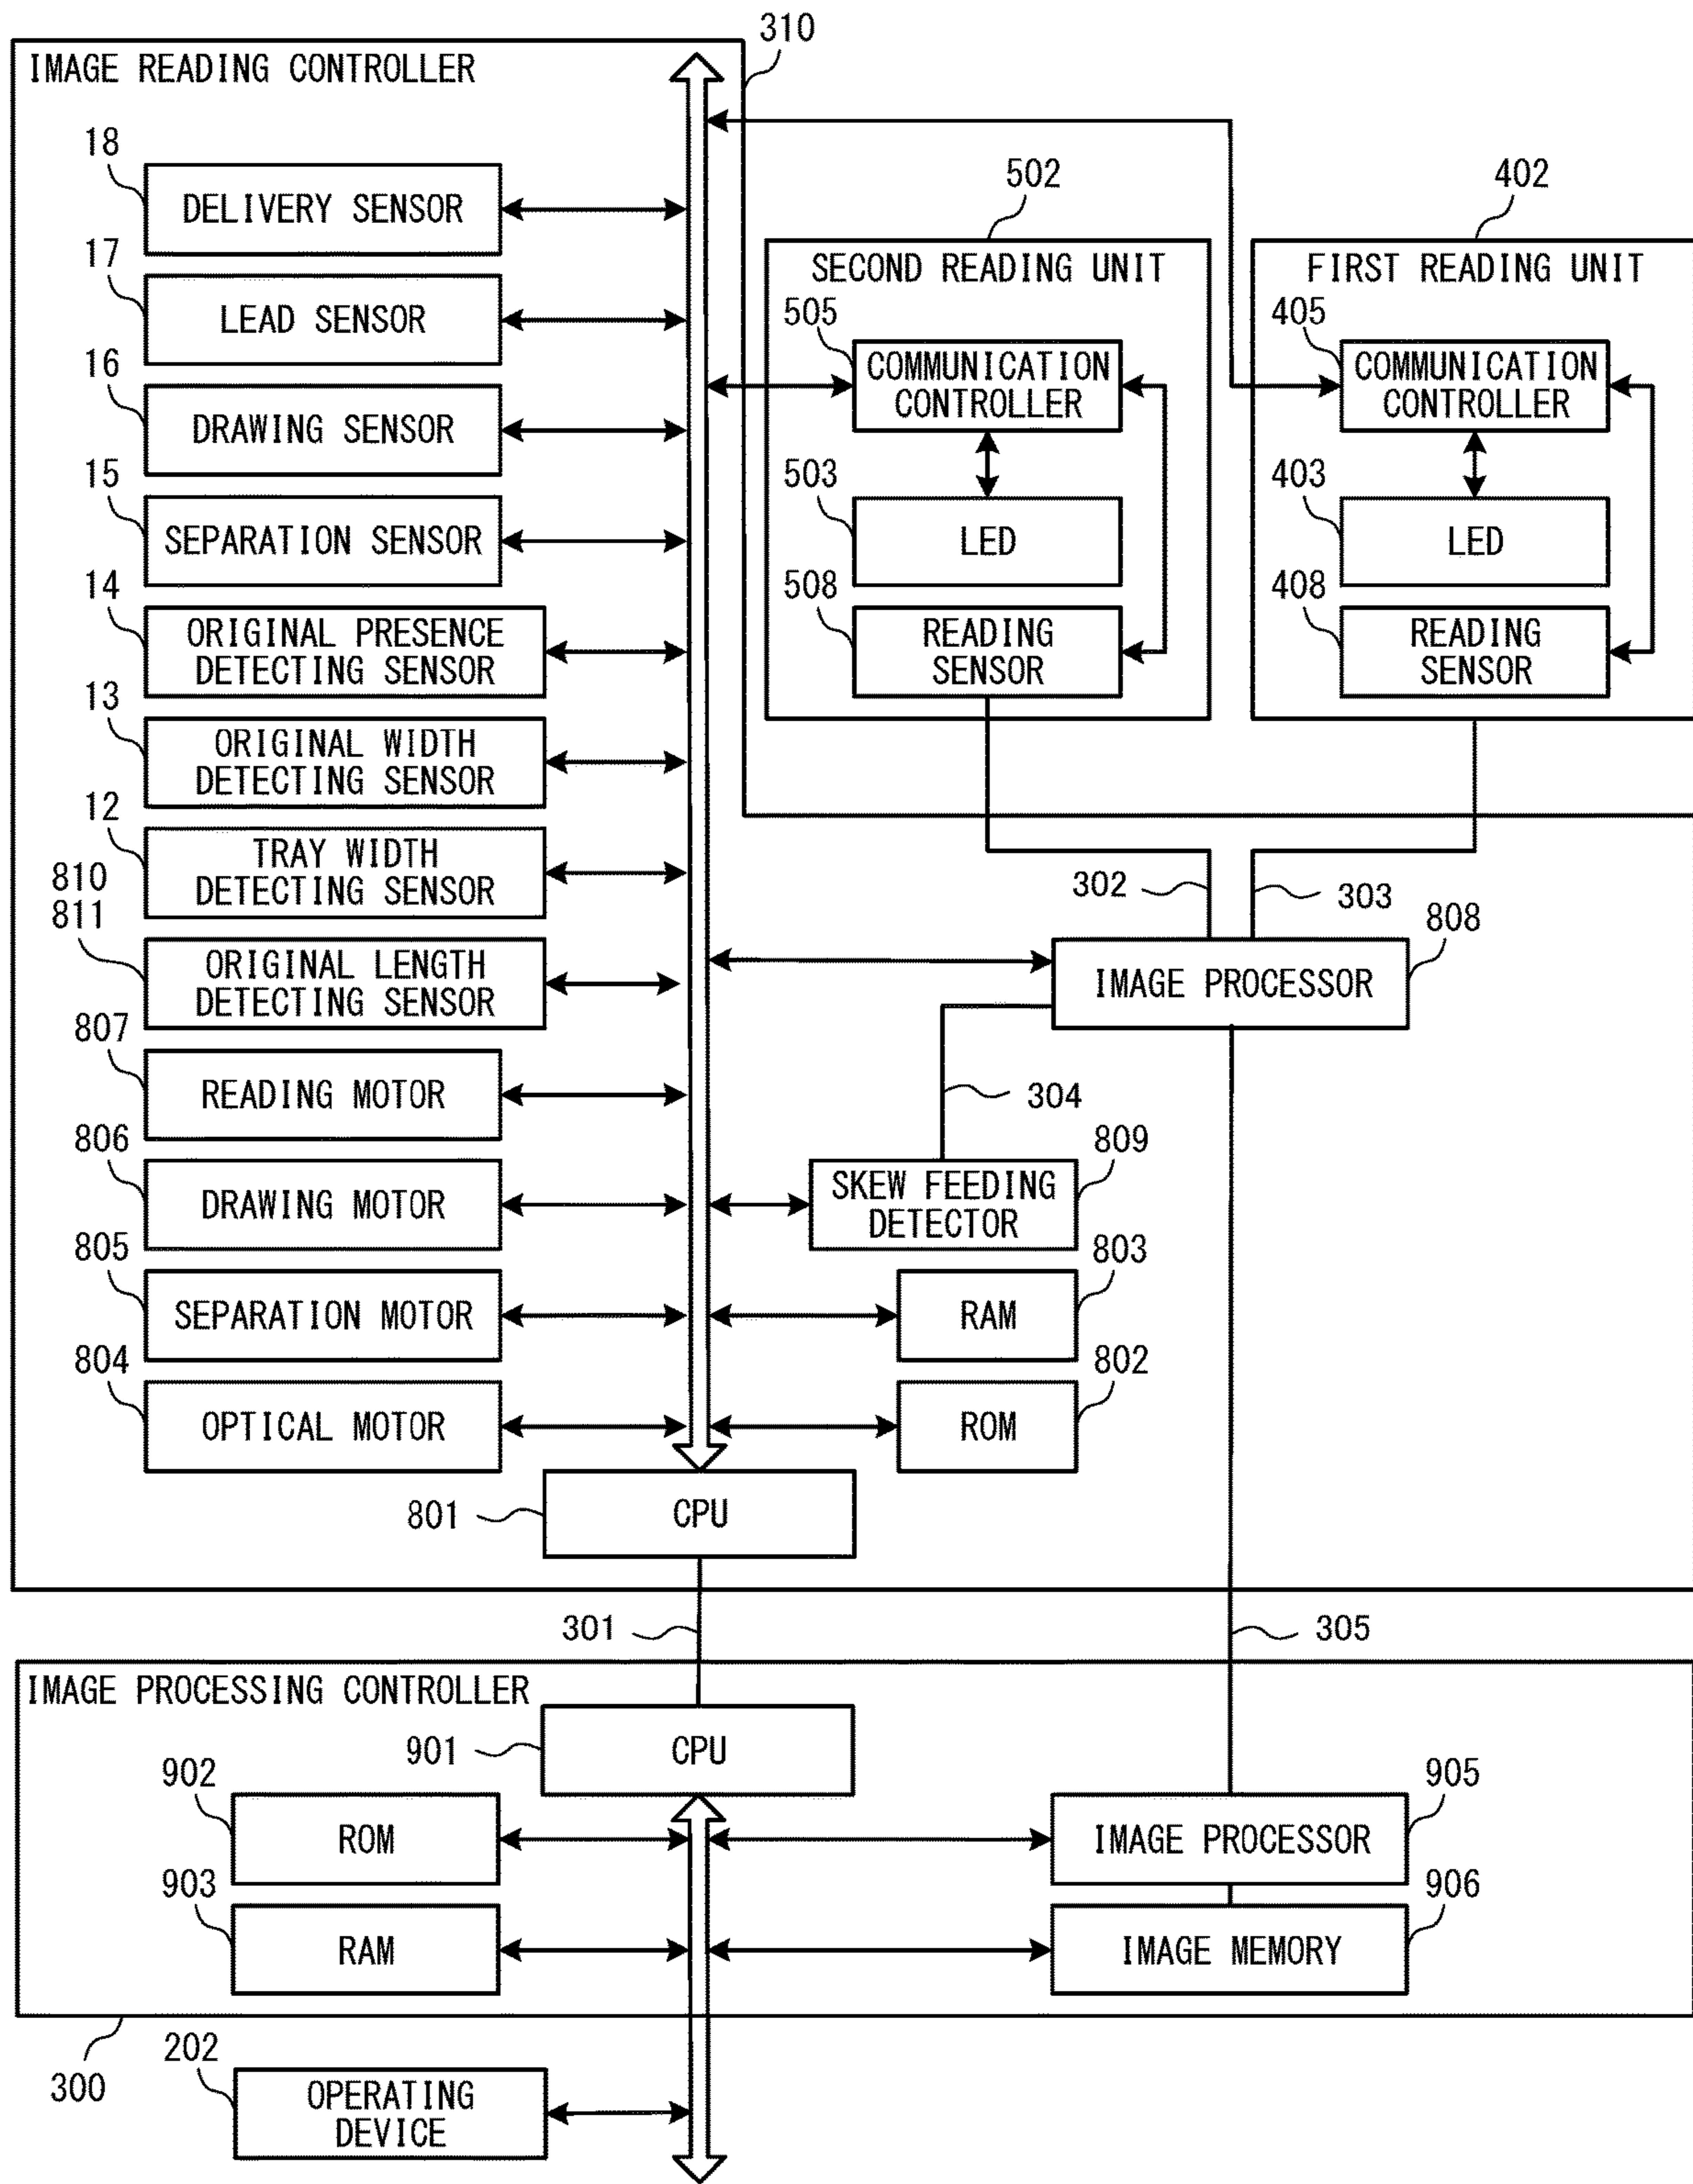 310
IMAGE READING CONTROLLER
18
DELIVERY SENSOR
17
LEAD SENSOR
16
DRAWING SENSOR
15
SEPARATION SENSOR
14
ORIGINAL PRESENCE
DETECTING SENSOR
13
ORIGINAL WIDTH
DETECTING SENSOR
12
TRAY WIDTH
DETECTING SENSOR
810
811
ORIGINAL LENGTH
DETECTING SENSOR
807
READING MOTOR
806
DRAWING MOTOR
805
SEPARATION MOTOR
804
OPTICAL MOTOR
801
CPU
502
SECOND READING UNIT
505
COMMUNICATION
CONTROLLER
503
LED
508
READING
SENSOR
402
FIRST READING UNIT
405
COMMUNICATION
CONTROLLER
403
LED
408
READING
SENSOR
302
303
808
IMAGE PROCESSOR
304
809
SKEW FEEDING
DETECTOR
803
RAM
802
ROM
301
305
IMAGE PROCESSING CONTROLLER
901
CPU
902
ROM
903
RAM
905
IMAGE PROCESSOR
906
IMAGE MEMORY
300
202
OPERATING
DEVICE